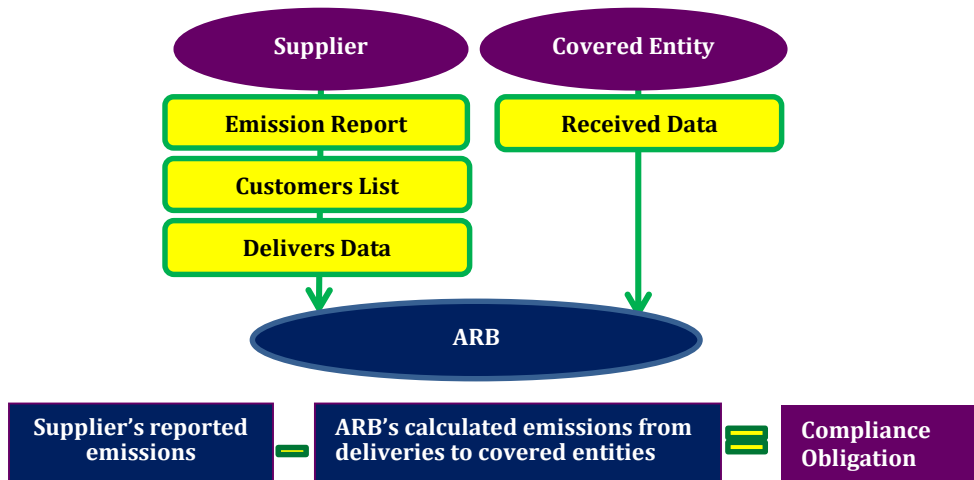 Supplier
Covered Entity
Emission Report
Received Data
Customers List
Delivers Data
ARB
Supplier's reported
emissions
ARB's calculated emissions from
deliveries to covered entities
Compliance
Obligation